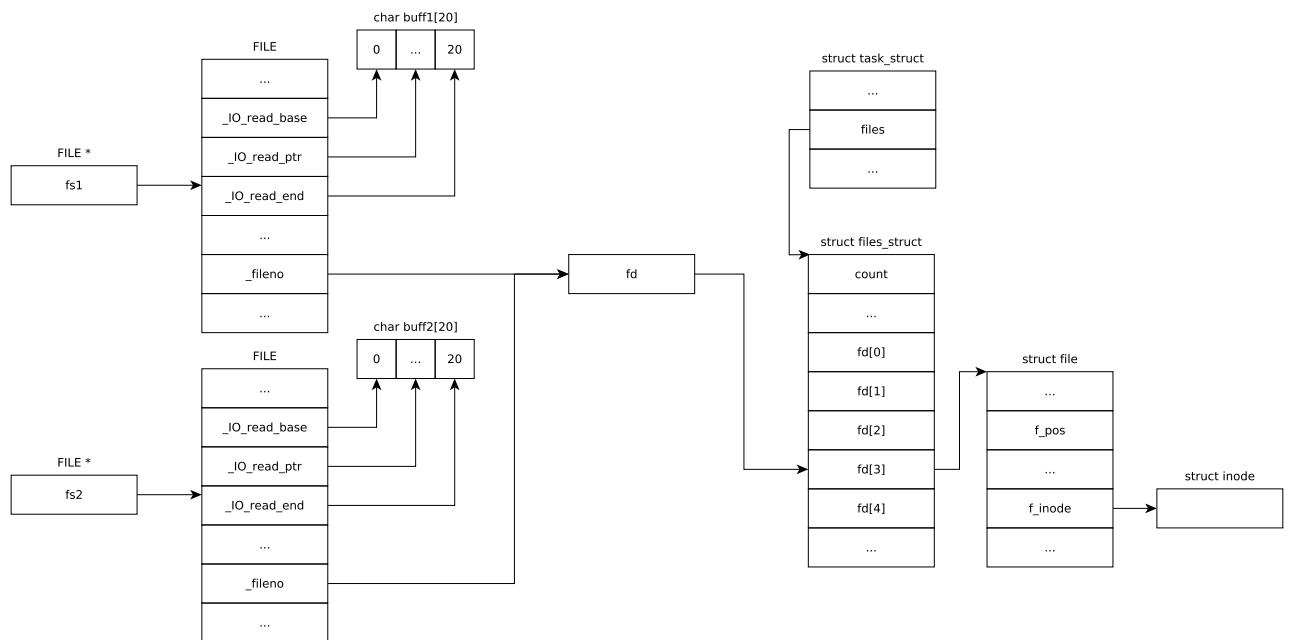 char buff1[20]
0 ... 20
FILE
...
_IO_read_base
_IO_read_ptr
_IO_read_end
...
_fileno
...
FILE *
fs1
char buff2[20]
0 ... 20
FILE
...
_IO_read_base
_IO_read_ptr
_IO_read_end
...
_fileno
...
FILE *
fs2
fd
struct task_struct
...
files
...
struct files_struct
count
...
fd[0]
fd[1]
fd[2]
fd[3]
fd[4]
...
struct file
...
f_pos
...
f_inode
...
struct inode